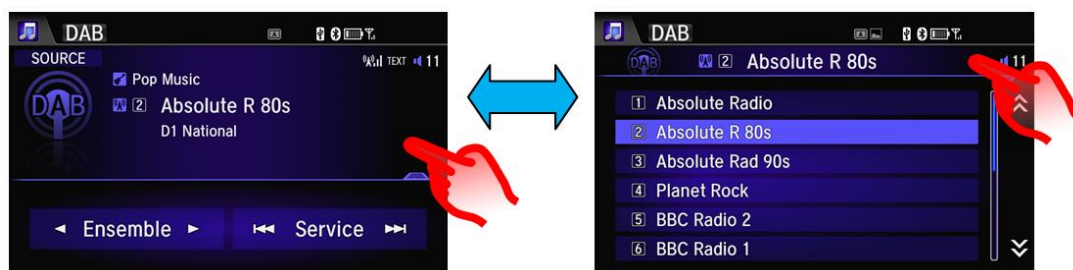 DAB
SOURCE
TEXT 11
Pop Music
DAB
2 Absolute R 80s
D1 National
Ensemble
Service
DAB
11
DAB
2 Absolute R 80s
1 Absolute Radio
2 Absolute R 80s
3 Absolute Rad 90s
4 Planet Rock
5 BBC Radio 2
6 BBC Radio 1